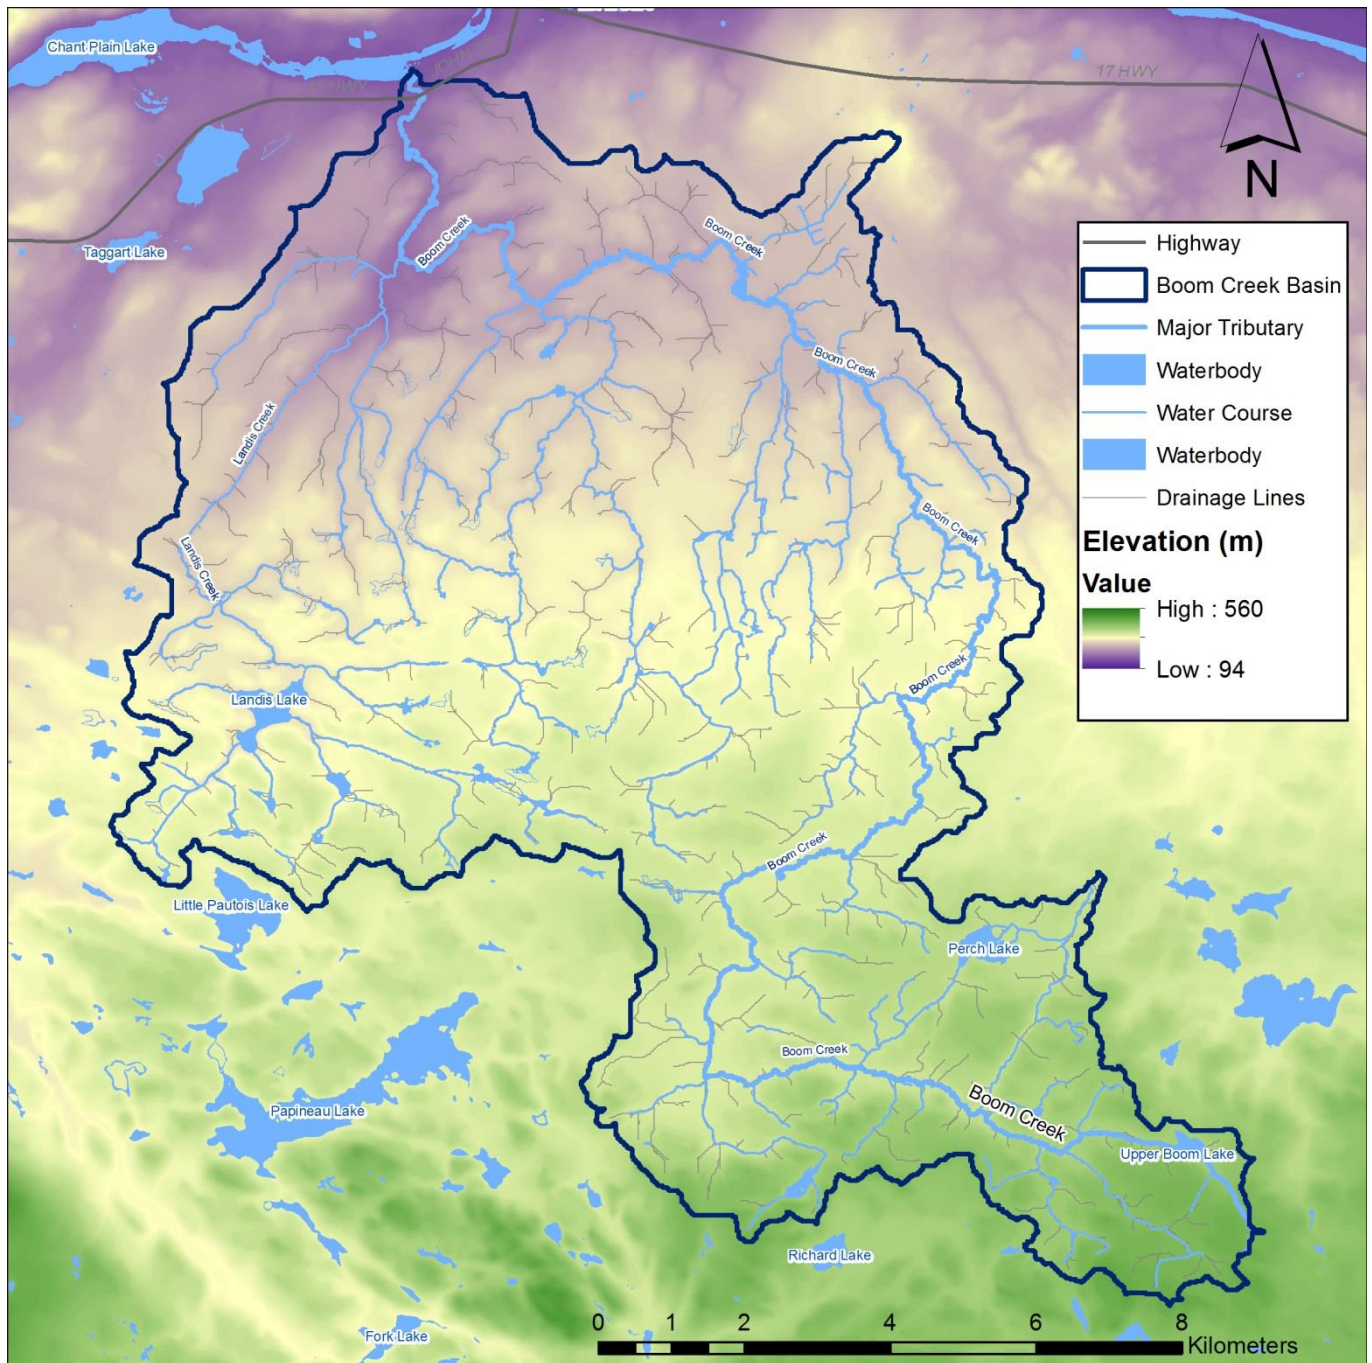 Chant Plain Lake
HWY
JOHN
17 HWY
N
Taggart Lake
Boom Creek
Boom Creek
Boom Creek
Landis Creek
Landis Creek
Boom Creek
Boom Creek
Landis Lake
Boom Creek
Little Pautois Lake
Perch Lake
Boom Creek
Boom Creek
Papineau Lake
Upper Boom Lake
Richard Lake
Fork Lake
Highway
Boom Creek Basin
Major Tributary
Waterbody
Water Course
Waterbody
Drainage Lines
Elevation (m)
Value
High : 560
Low : 94
0 1 2 4 6 8
Kilometers